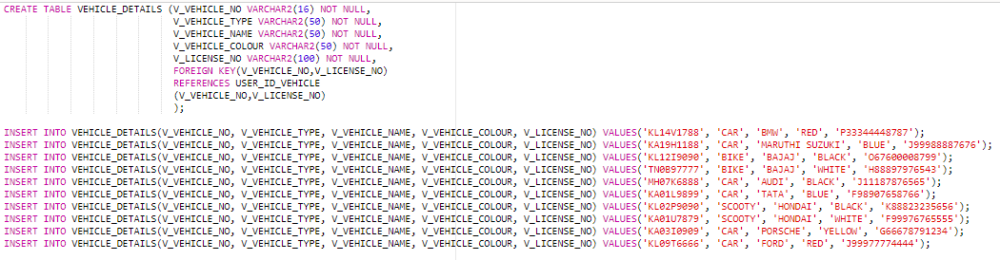 CREATE TABLE VEHICLE_DETAILS (V_VEHICLE_NO VARCHAR2(16) NOT NULL,
V_VEHICLE_TYPE VARCHAR2(50) NOT NULL,
V_VEHICLE_NAME VARCHAR2(50) NOT NULL,
V_VEHICLE_COLOUR VARCHAR2(50) NOT NULL,
V_LICENSE_NO VARCHAR2(100) NOT NULL,
FOREIGN KEY(V_VEHICLE_NO,V_LICENSE_NO)
REFERENCES USER_ID_VEHICLE
(V_VEHICLE_NO,V_LICENSE_NO)
);
INSERT INTO VEHICLE_DETAILS(V_VEHICLE_NO, V_VEHICLE_TYPE, V_VEHICLE_NAME, V_VEHICLE_COLOUR, V_LICENSE_NO) VALUES('KL14V1788', 'CAR', 'BMW', 'RED', 'P33344448787');
INSERT INTO VEHICLE_DETAILS(V_VEHICLE_NO, V_VEHICLE_TYPE, V_VEHICLE_NAME, V_VEHICLE_COLOUR, V_LICENSE_NO) VALUES('KA19H1188', 'CAR', 'MARUTHI SUZUKI', 'BLUE', 'J99988887676');
INSERT INTO VEHICLE_DETAILS(V_VEHICLE_NO, V_VEHICLE_TYPE, V_VEHICLE_NAME, V_VEHICLE_COLOUR, V_LICENSE_NO) VALUES('KL12I9090', 'BIKE', 'BAJAJ', 'BLACK', 'O67600008799');
INSERT INTO VEHICLE_DETAILS(V_VEHICLE_NO, V_VEHICLE_TYPE, V_VEHICLE_NAME, V_VEHICLE_COLOUR, V_LICENSE_NO) VALUES('TN0B97777', 'BIKE', 'BAJAJ', 'WHITE', 'H88897976543');
INSERT INTO VEHICLE_DETAILS(V_VEHICLE_NO, V_VEHICLE_TYPE, V_VEHICLE_NAME, V_VEHICLE_COLOUR, V_LICENSE_NO) VALUES('MH07K6888', 'CAR', 'AUDI', 'BLACK', 'J11187876565');
INSERT INTO VEHICLE_DETAILS(V_VEHICLE_NO, V_VEHICLE_TYPE, V_VEHICLE_NAME, V_VEHICLE_COLOUR, V_LICENSE_NO) VALUES('KA01L9899', 'CAR', 'TATA', 'BLUE', 'F98907658766');
INSERT INTO VEHICLE_DETAILS(V_VEHICLE_NO, V_VEHICLE_TYPE, V_VEHICLE_NAME, V_VEHICLE_COLOUR, V_LICENSE_NO) VALUES('KL02P9090', 'SCOOTY', 'HONDAI', 'BLACK', 'K88823235656');
INSERT INTO VEHICLE_DETAILS(V_VEHICLE_NO, V_VEHICLE_TYPE, V_VEHICLE_NAME, V_VEHICLE_COLOUR, V_LICENSE_NO) VALUES('KA01U7879', 'SCOOTY', 'HONDAI', 'WHITE', 'F99976765555');
INSERT INTO VEHICLE_DETAILS(V_VEHICLE_NO, V_VEHICLE_TYPE, V_VEHICLE_NAME, V_VEHICLE_COLOUR, V_LICENSE_NO) VALUES('KA03I0909', 'CAR', 'PORSCHE', 'YELLOW', 'G66678791234');
INSERT INTO VEHICLE_DETAILS(V_VEHICLE_NO, V_VEHICLE_TYPE, V_VEHICLE_NAME, V_VEHICLE_COLOUR, V_LICENSE_NO) VALUES('KL09T6666', 'CAR', 'FORD', 'RED', 'J99977774444');